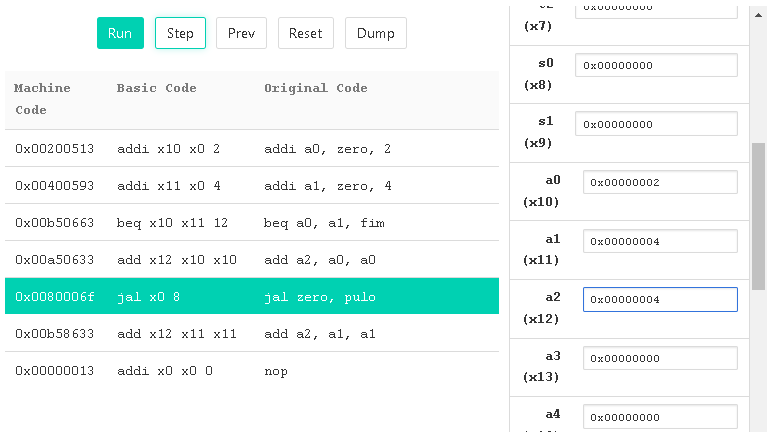 Run Step Prev Reset Dump
Machine Code Basic Code Original Code
0x00200513 addi x10 x0 2 addi a0, zero, 2
0x00400593 addi x11 x0 4 addi a1, zero, 4
0x00b50663 beq x10 x11 12 beq a0, a1, fim
0x00a50633 add x12 x10 x10 add a2, a0, a0
0x0080006f jal x0 8 jal zero, pulo
0x00b58633 add x12 x11 x11 add a2, a1, a1
0x00000013 addi x0 x0 0 nop
(x7) 0x00000000
s0 (x8) 0x00000000
s1 (x9) 0x00000000
a0 (x10) 0x00000002
a1 (x11) 0x00000004
a2 (x12) 0x00000004
a3 (x13) 0x00000000
a4 0x00000000